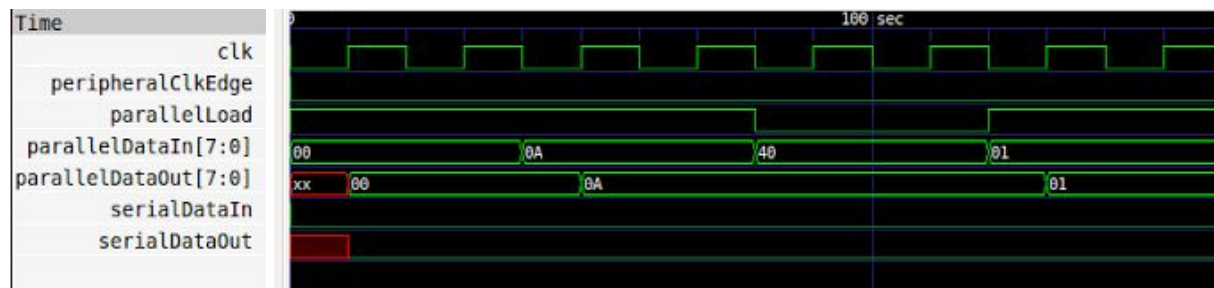 Time 0 100 sec
clk
peripheralClkEdge
parallelLoad
parallelDataIn[7:0] 00 0A 40 01
parallelDataOut[7:0] xx 00 0A 01
serialDataIn
serialDataOut